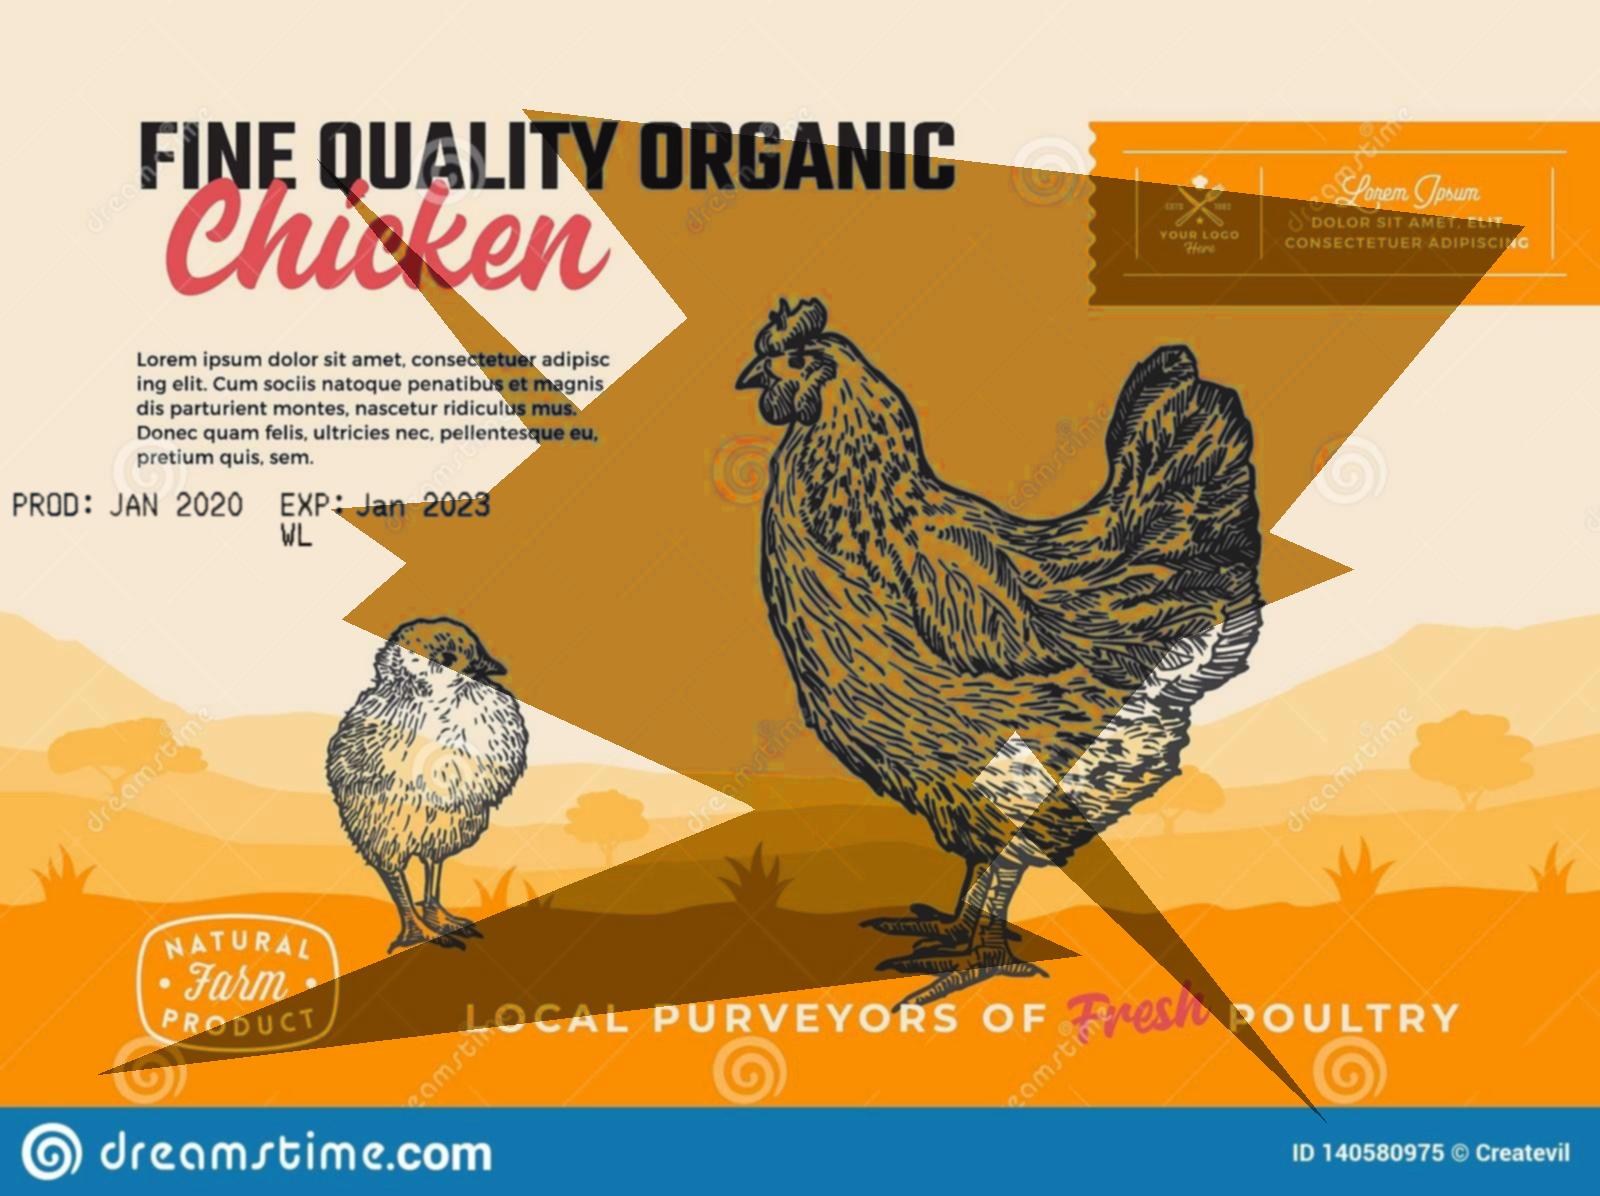 FINE QUALITY ORGANIC
Chicken
Lorem ipsum dolor sit amet, consectetuer adipisc
ing elit. Cum sociis natoque penatibus et magnis
dis parturient montes, nascetur ridiculus mus.
Donec quam felis, ultricies nec, pellentesque eu,
pretium quis, sem.
PROD: JAN 2020 EXP: Jan 2023
WL
YOUR LOGO
Here
Lorem Ipsum
DOLOR SIT AMET, ELIT
CONSECTETUER ADIPISCING
NATURAL
Farm
PRODUCT
LOCAL PURVEYORS OF Fresh POULTRY
dreamstime.com
ID 140580975 © Createvil